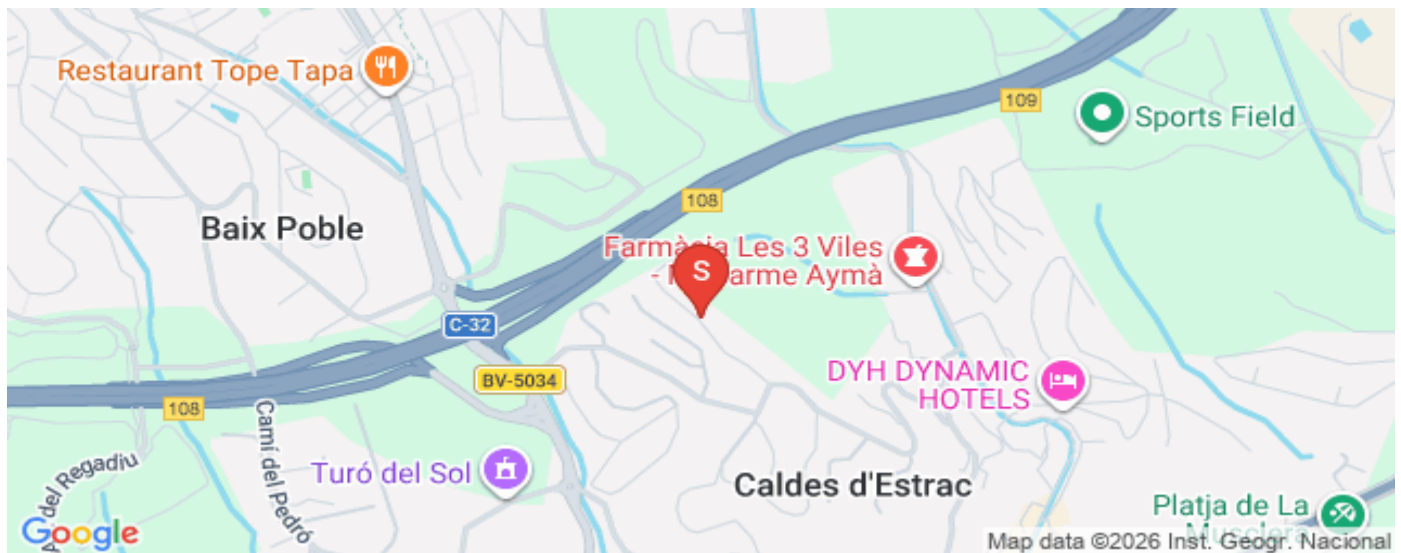 Restaurant Tope Tapa
109
Sports Field
108
Baix Poble
Farmàcia Les 3 Viles
- Aymà
S
C-32
BV-5034
DYH DYNAMIC
HOTELS
108
Camí del Pedró
del Regadiu
Turó del Sol
Caldes d'Estrac
Platja de La
Musclera
Google
Map data ©2026 Inst. Geogr. Nacional